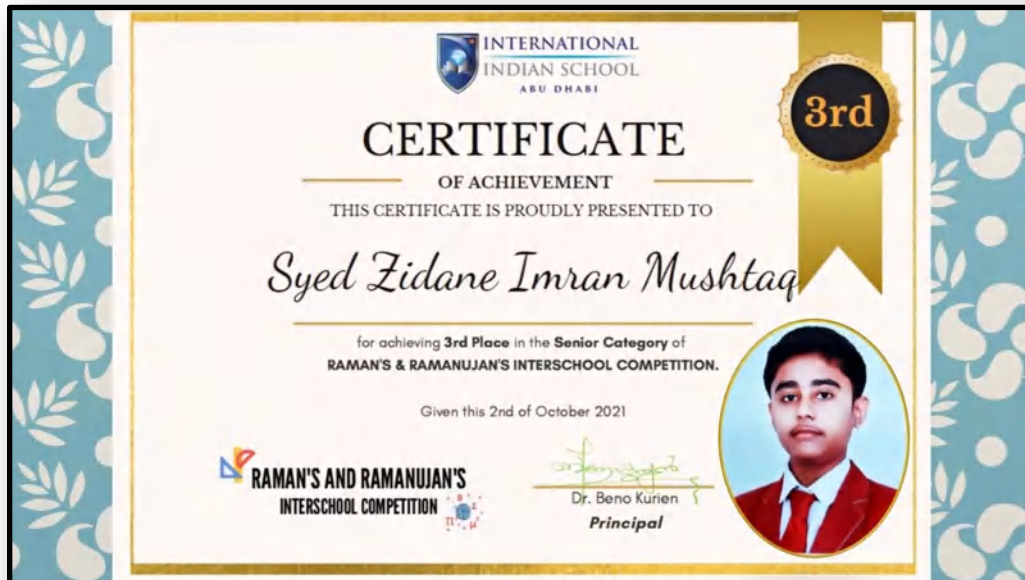 INTERNATIONAL
INDIAN SCHOOL
ABU DHABI
3rd
CERTIFICATE
OF ACHIEVEMENT
THIS CERTIFICATE IS PROUDLY PRESENTED TO
Syed Zidane Imran Mushtaq
for achieving 3rd Place in the Senior Category of
RAMAN'S & RAMANUJAN'S INTERSCHOOL COMPETITION.
Given this 2nd of October 2021
RAMAN'S AND RAMANUJAN'S
INTERSCHOOL COMPETITION
Dr. Beno Kurien
Principal